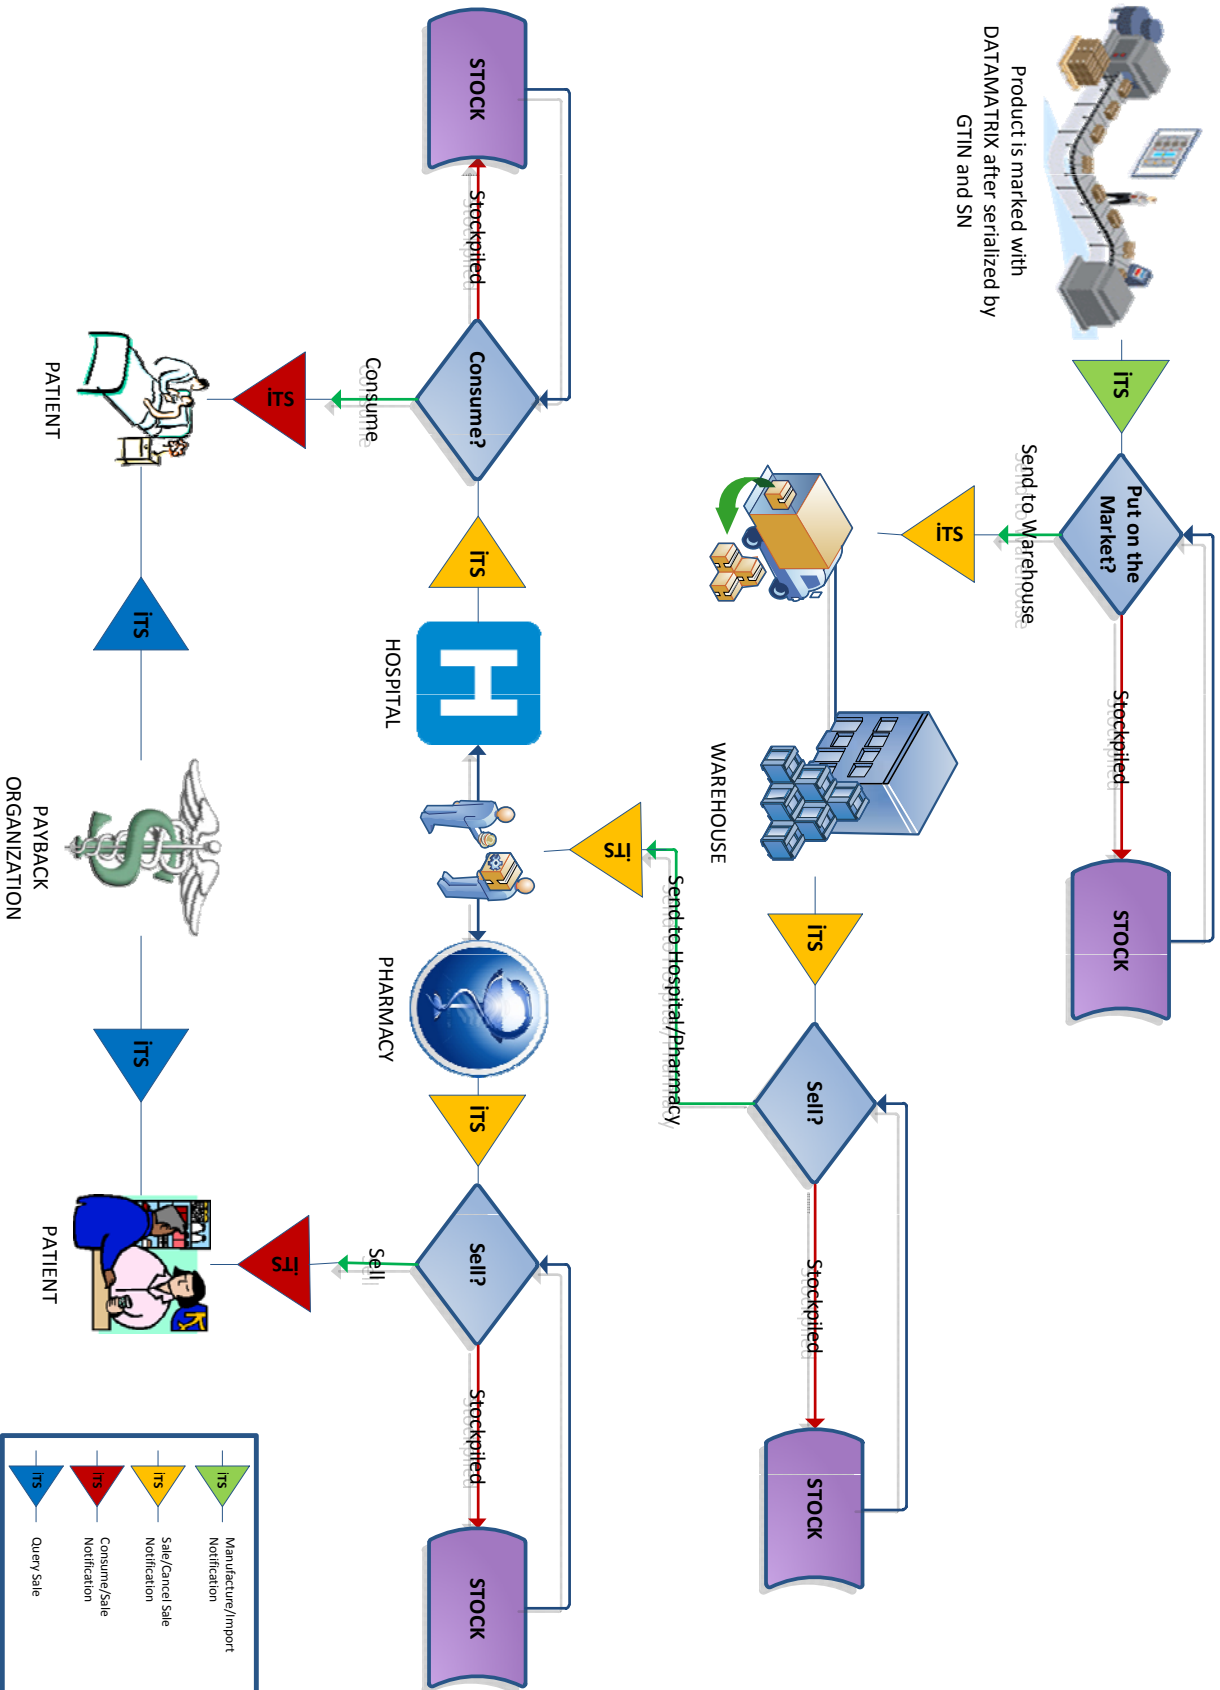 Product is marked with
DATAMATRIX after serialized by
GTIN and SN
iTS
Put on the
Market?
Stockpiled
STOCK
Send to Warehouse
iTS
WAREHOUSE
iTS
Sell?
Stockpiled
STOCK
Send to Hospital/Pharmacy
iTS
STOCK
Stockpiled
Consume?
iTS
HOSPITAL
PHARMACY
iTS
Sell?
Stockpiled
STOCK
Consume
iTS
Sell
iTS
PATIENT
iTS
PAYBACK
ORGANIZATION
iTS
PATIENT
iTS
Manufacture/Import
Notification
iTS
Sale/Cancel Sale
Notification
iTS
Consume/Sale
Notification
iTS
Query Sale